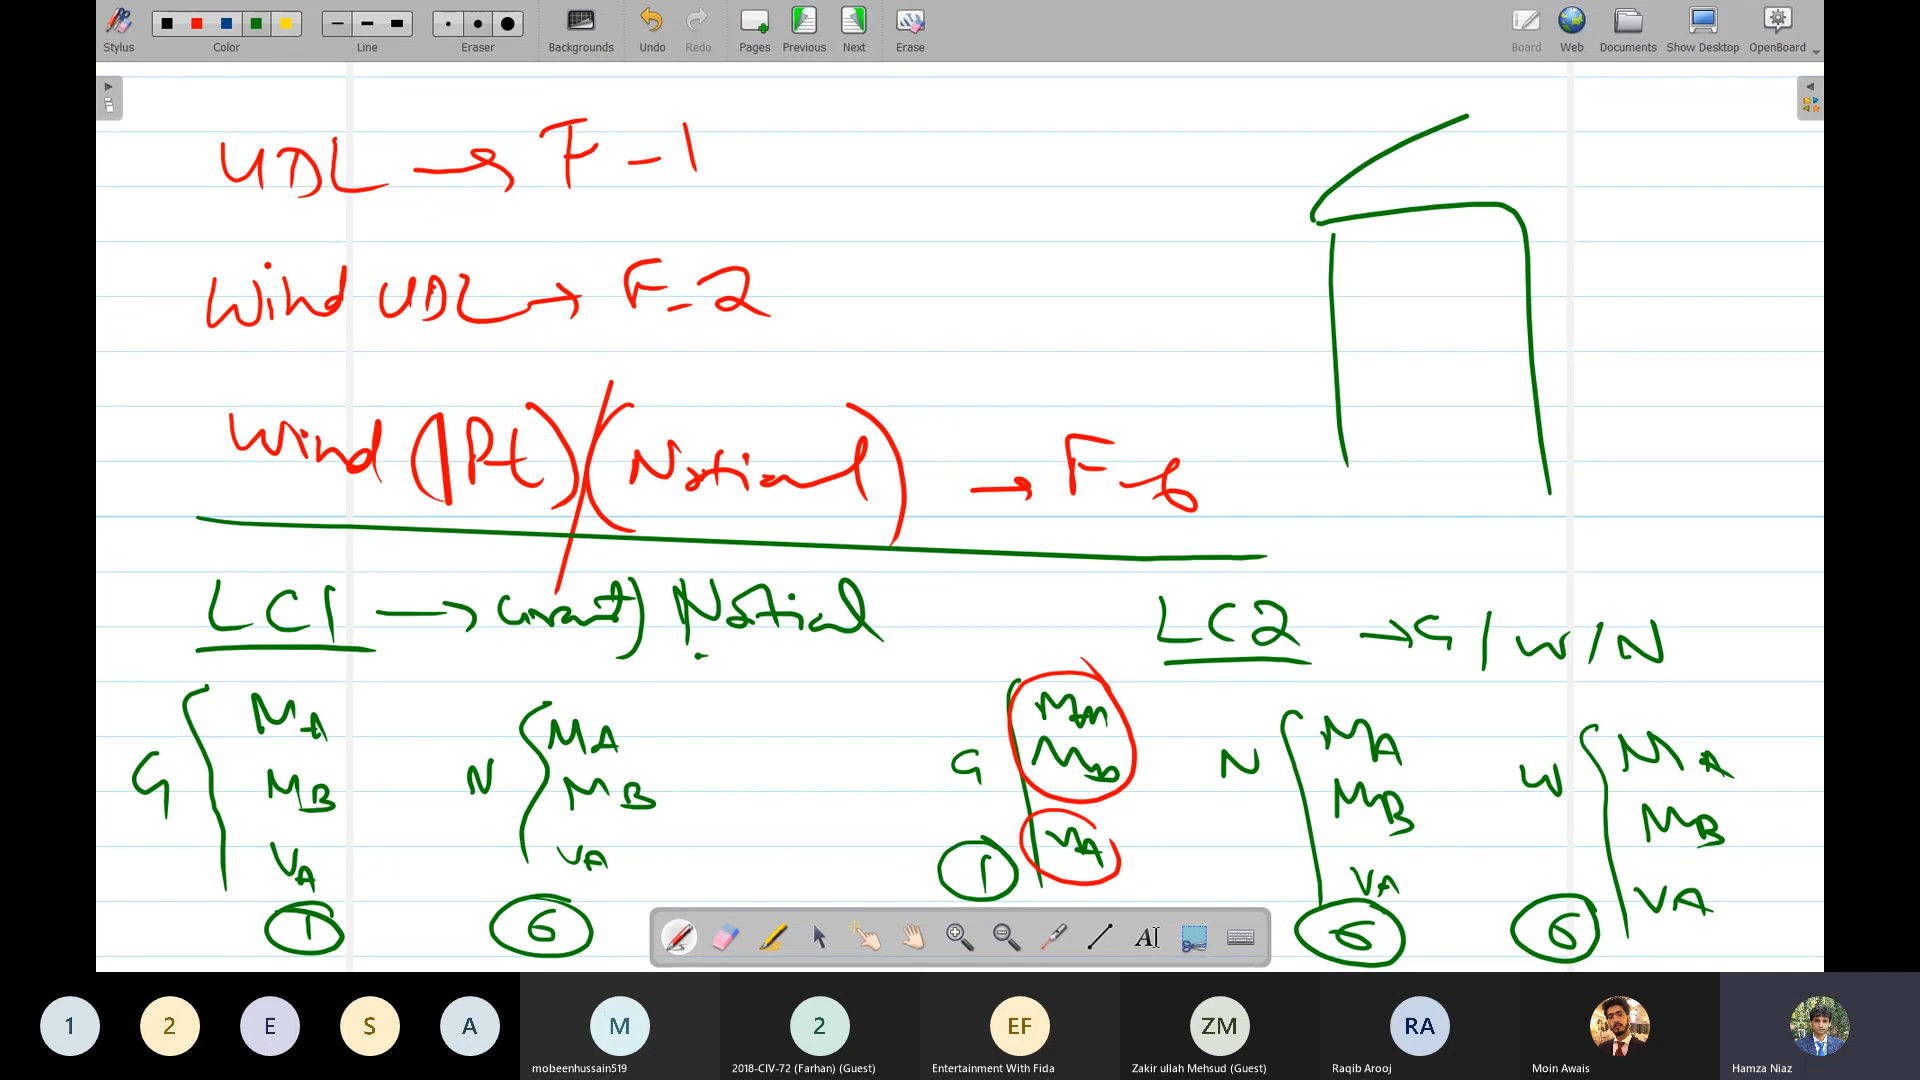 Stylus Color Line Eraser Backgrounds Undo Redo Pages Previous Next Erase Board Web Documents Show Desktop OpenBoard
UDL → F-1
Wind UDL → F-2
Wind (Pt) / (Notional) → F-6
LC1 → Gravity Notional
LC2 → G / W / N
G { MA MB VA
1
N { MA MB VA
6
G MA MB VA
1
N MA MB VA
6
W { MA MB VA
6
1 2 E S A M 2 EF ZM RA
mobeenhussain519 2018-CIV-72 (Farhan) (Guest) Entertainment With Fida Zakir ullah Mehsud (Guest) Raqib Arooj Moin Awais Hamza Niaz